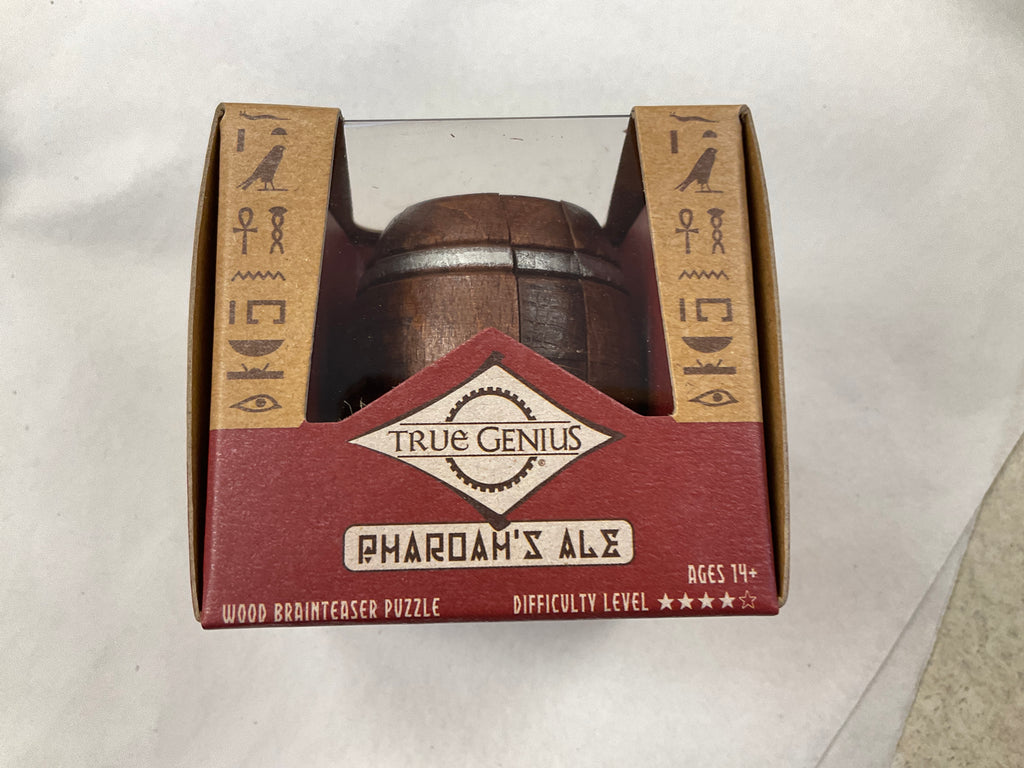 TRUE GENIUS®
PHAROAH'S ALE
AGES 14+
WOOD BRAINTEASER PUZZLE
DIFFICULTY LEVEL ★★★★☆